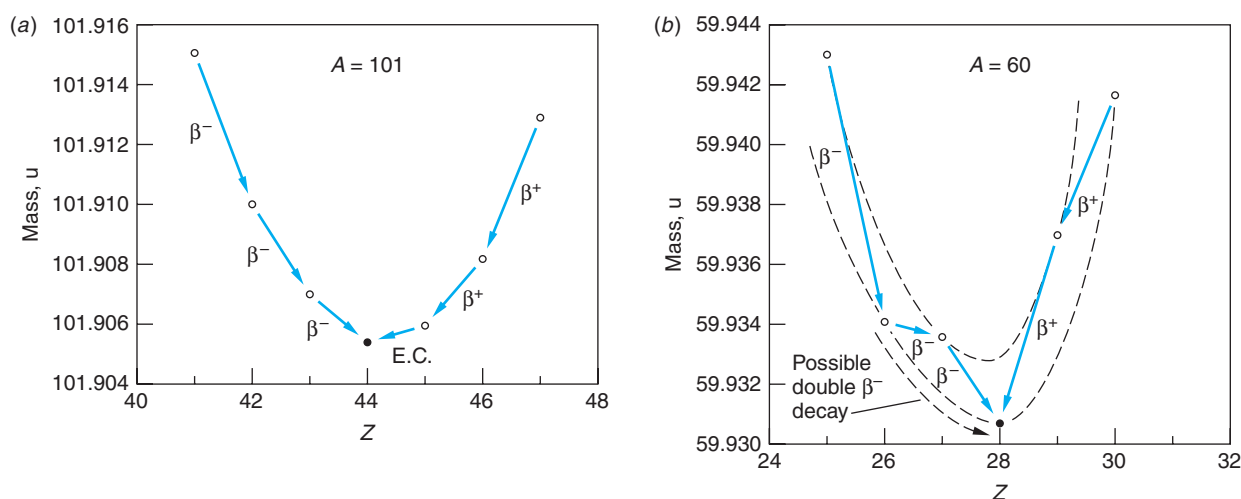 (a)
101.916
101.914
101.912
101.910
101.908
101.906
101.904
Mass, u
A = 101
β−
β−
β−
E.C.
β+
β+
40
42
44
46
48
Z
(b)
59.944
59.942
59.940
59.938
59.936
59.934
59.932
59.930
Mass, u
A = 60
β−
β+
β−
β−
β+
Possible
double β−
decay
24
26
28
30
32
Z